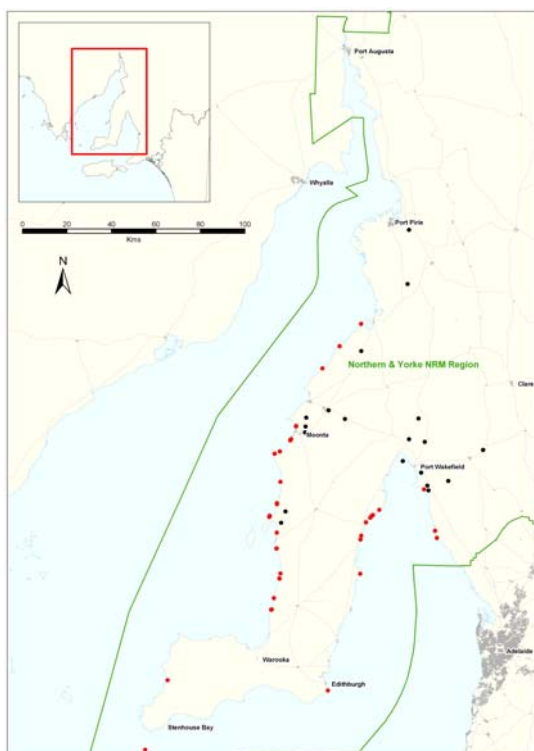 Port Augusta
Whyalla
Port Pirie
0 20 40 60 80 100
Kms
N
Northern & Yorke NRM Region
Clare
Moonta
Port Wakefield
Adelaide
Warooka
Edithburgh
Stenhouse Bay